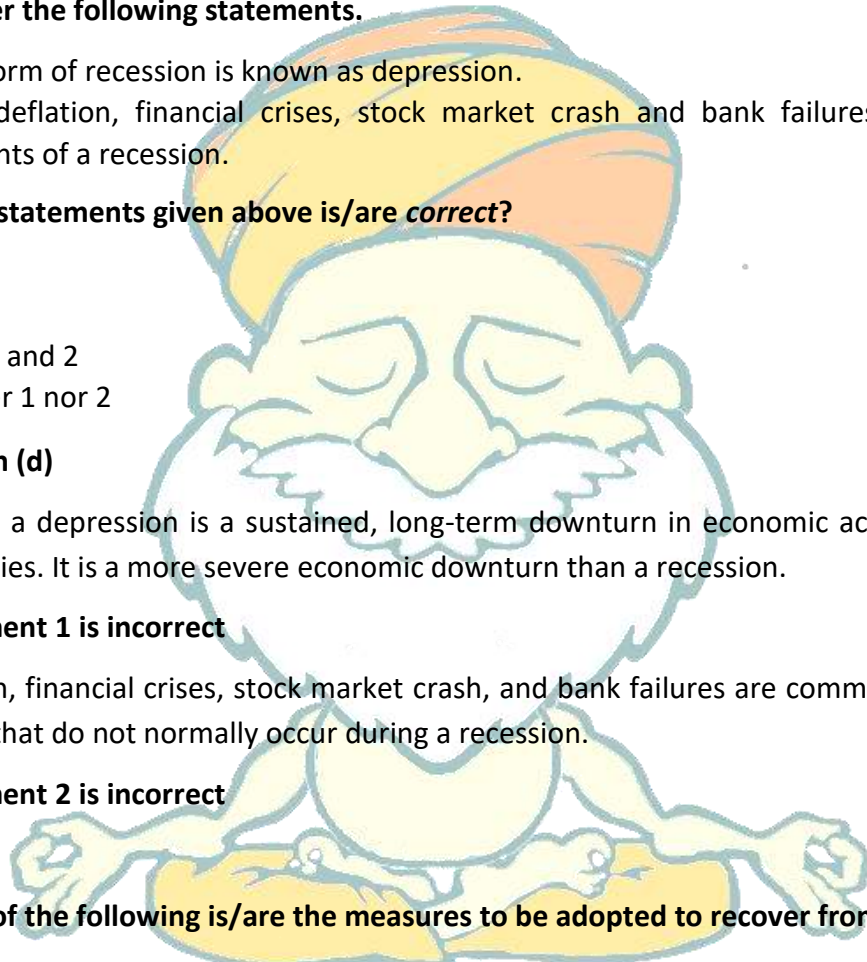 er the following statements.
orm of recession is known as depression.
deflation, financial crises, stock market crash and bank failures
nts of a recession.
statements given above is/are correct?
and 2
r 1 nor 2
n (d)
a depression is a sustained, long-term downturn in economic ac
ies. It is a more severe economic downturn than a recession.
ment 1 is incorrect
n, financial crises, stock market crash, and bank failures are comm
that do not normally occur during a recession.
ment 2 is incorrect
of the following is/are the measures to be adopted to recover fron